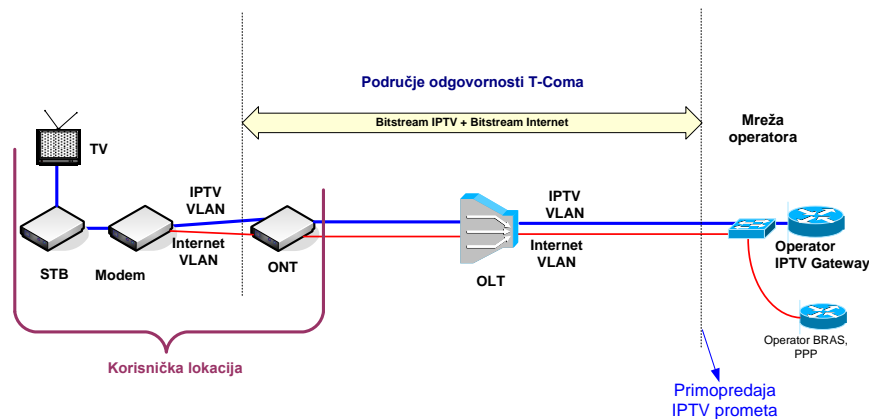 Područje odgovornosti T-Coma
Bitstream IPTV + Bitstream Internet
Mreža
operatora
TV
IPTV
VLAN
Internet
VLAN
STB
Modem
ONT
OLT
IPTV
VLAN
Internet
VLAN
Operator
IPTV Gateway
Operator BRAS,
PPP
Korisnička lokacija
Primopredaja
IPTV prometa